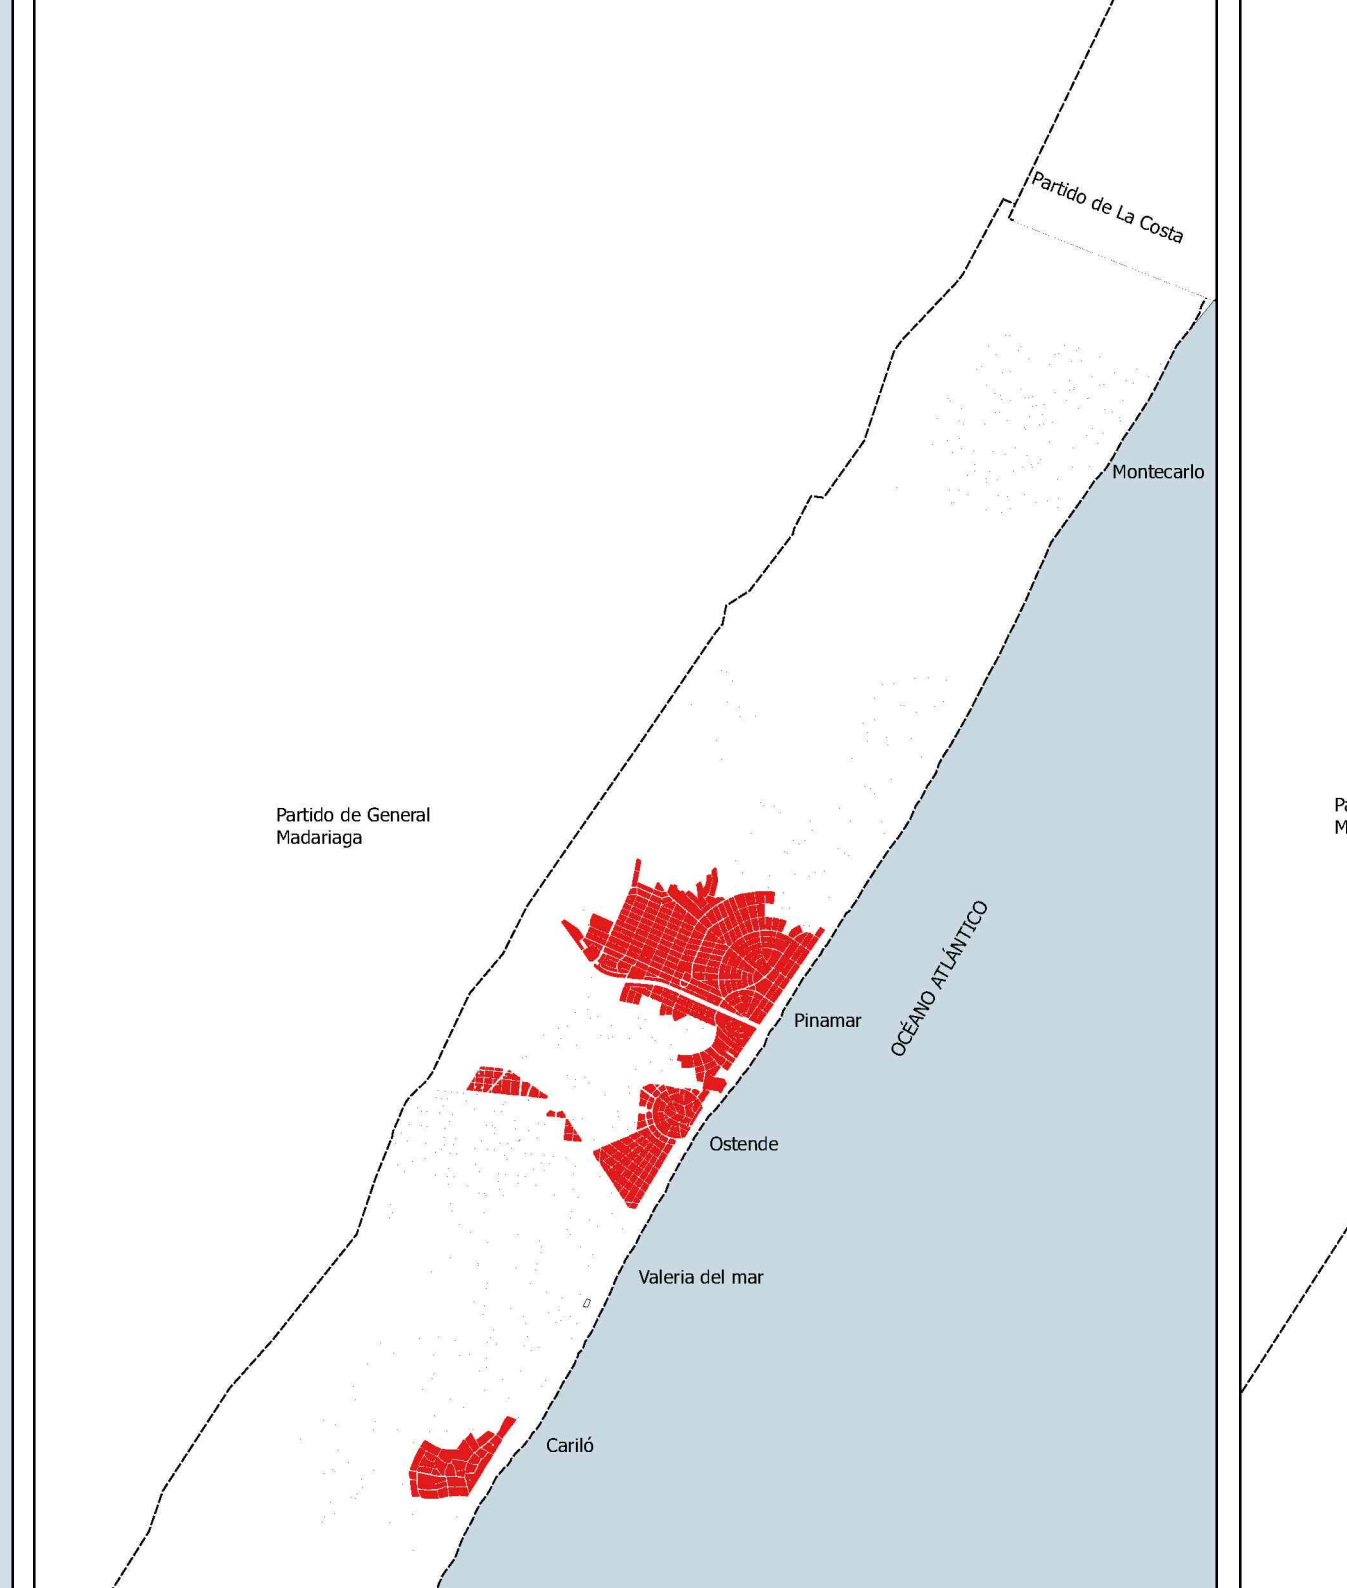 Partido de La Costa
Montecarlo
Partido de General
Madariaga
OCÉANO ATLÁNTICO
Pinamar
Ostende
Valeria del mar
Cariló